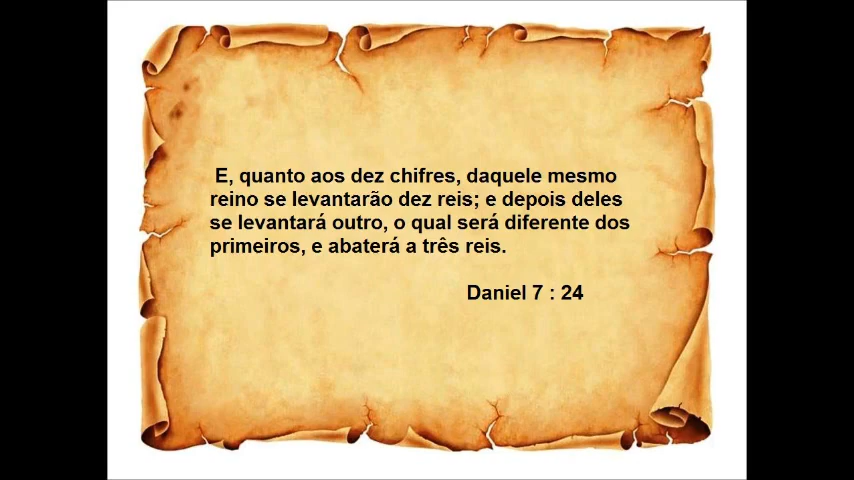 E, quanto aos dez chifres, daquele mesmo
reino se levantarão dez reis; e depois deles
se levantará outro, o qual será diferente dos
primeiros, e abaterá a três reis.
Daniel 7 : 24